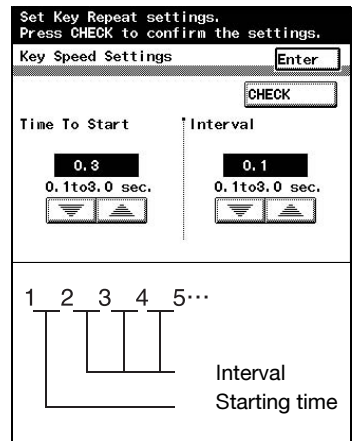 Set Key Repeat settings.
Press CHECK to confirm the settings.
Key Speed Settings Enter
CHECK
Time To Start Interval
0.3 0.1
0.1to3.0 sec. 0.1to3.0 sec.
1 2 3 4 5···
Interval
Starting time